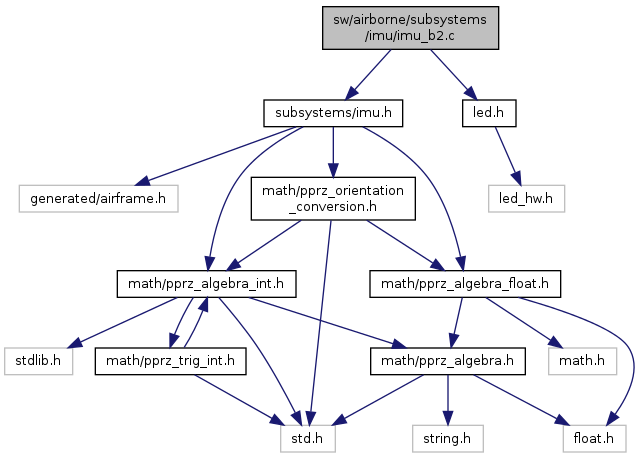 sw/airborne/subsystems
/imu/imu_b2.c
subsystems/imu.h
led.h
generated/airframe.h
math/pprz_orientation
_conversion.h
led_hw.h
math/pprz_algebra_int.h
math/pprz_algebra_float.h
stdlib.h
math/pprz_trig_int.h
math/pprz_algebra.h
math.h
std.h
string.h
float.h